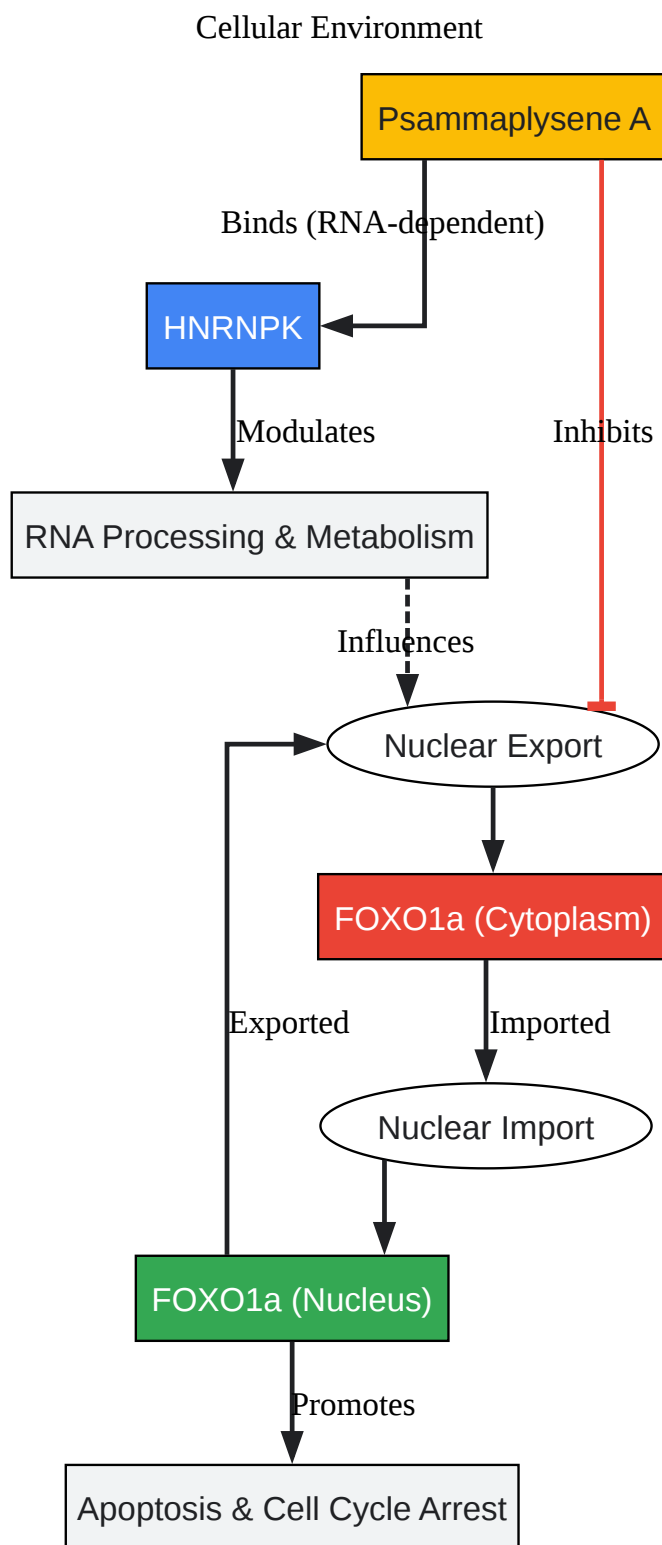 Cellular Environment
Psammaplysene A
Binds (RNA-dependent)
HNRNPK
Modulates
Inhibits
RNA Processing & Metabolism
Influences
Nuclear Export
FOXO1a (Cytoplasm)
Exported
Imported
Nuclear Import
FOXO1a (Nucleus)
Promotes
Apoptosis & Cell Cycle Arrest